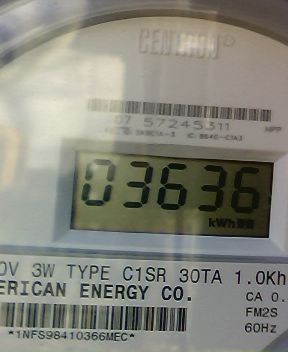 CENTRON®
07 57245311
HPP
03636
kWh
0V 3W TYPE C1SR 30TA 1.0Kh
ERICAN ENERGY CO.
CA 0.
FM2S
60Hz
*1NFS98410366MEC*